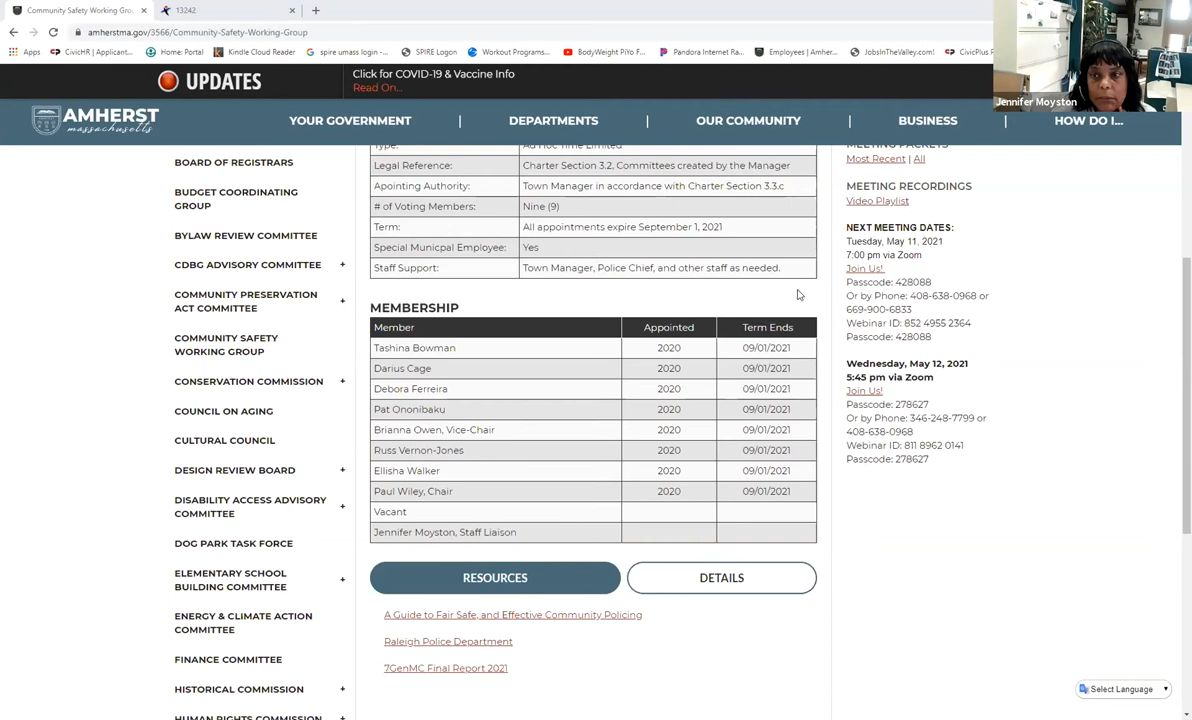 Community Safety Working Gro
13242
amherstma.gov/3566/Community-Safety-Working-Group
Apps
CivicHR | Applicant...
Home: Portal
Kindle Cloud Reader
spire umass login -...
SPIRE Logon
Workout Programs...
BodyWeight PiYo F...
Pandora Internet Ra...
Employees | Amher...
JobsInTheValley.com!
CivicPlus
Jennifer Moyston
UPDATES
Click for COVID-19 & Vaccine Info
Read On...
AMHERST
massachusetts
YOUR GOVERNMENT | DEPARTMENTS | OUR COMMUNITY | BUSINESS | HOW DO I...
BOARD OF REGISTRARS
BUDGET COORDINATING
GROUP
BYLAW REVIEW COMMITTEE
CDBG ADVISORY COMMITTEE +
COMMUNITY PRESERVATION
ACT COMMITTEE +
COMMUNITY SAFETY
WORKING GROUP
CONSERVATION COMMISSION +
COUNCIL ON AGING
CULTURAL COUNCIL
DESIGN REVIEW BOARD +
DISABILITY ACCESS ADVISORY
COMMITTEE +
DOG PARK TASK FORCE
ELEMENTARY SCHOOL
BUILDING COMMITTEE +
ENERGY & CLIMATE ACTION
COMMITTEE
FINANCE COMMITTEE
HISTORICAL COMMISSION +
HUMAN RIGHTS COMMISSION
Type: Ad Hoc Time Limited
Legal Reference: Charter Section 3.2, Committees created by the Manager
Apointing Authority: Town Manager in accordance with Charter Section 3.3.c
# of Voting Members: Nine (9)
Term: All appointments expire September 1, 2021
Special Municpal Employee: Yes
Staff Support: Town Manager, Police Chief, and other staff as needed.
MEMBERSHIP
Member Appointed Term Ends
Tashina Bowman 2020 09/01/2021
Darius Cage 2020 09/01/2021
Debora Ferreira 2020 09/01/2021
Pat Ononibaku 2020 09/01/2021
Brianna Owen, Vice-Chair 2020 09/01/2021
Russ Vernon-Jones 2020 09/01/2021
Ellisha Walker 2020 09/01/2021
Paul Wiley, Chair 2020 09/01/2021
Vacant
Jennifer Moyston, Staff Liaison
RESOURCES
DETAILS
A Guide to Fair Safe, and Effective Community Policing
Raleigh Police Department
7GenMC Final Report 2021
MEETING PACKETS
Most Recent | All
MEETING RECORDINGS
Video Playlist
NEXT MEETING DATES:
Tuesday, May 11, 2021
7:00 pm via Zoom
Join Us!
Passcode: 428088
Or by Phone: 408-638-0968 or
669-900-6833
Webinar ID: 852 4955 2364
Passcode: 428088
Wednesday, May 12, 2021
5:45 pm via Zoom
Join Us!
Passcode: 278627
Or by Phone: 346-248-7799 or
408-638-0968
Webinar ID: 811 8962 0141
Passcode: 278627
Select Language